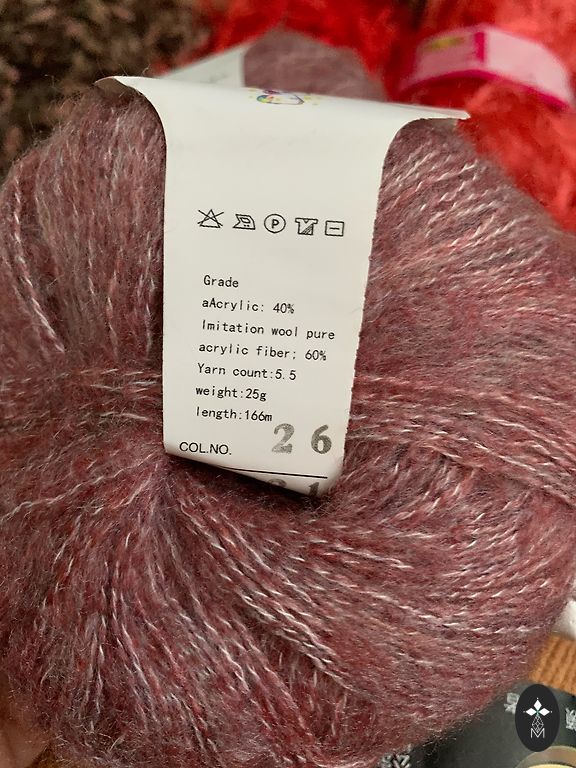 P
Grade
aAcrylic: 40%
Imitation wool pure
acrylic fiber; 60%
Yarn count:5.5
weight:25g
length:166m
COL.NO. 26
M